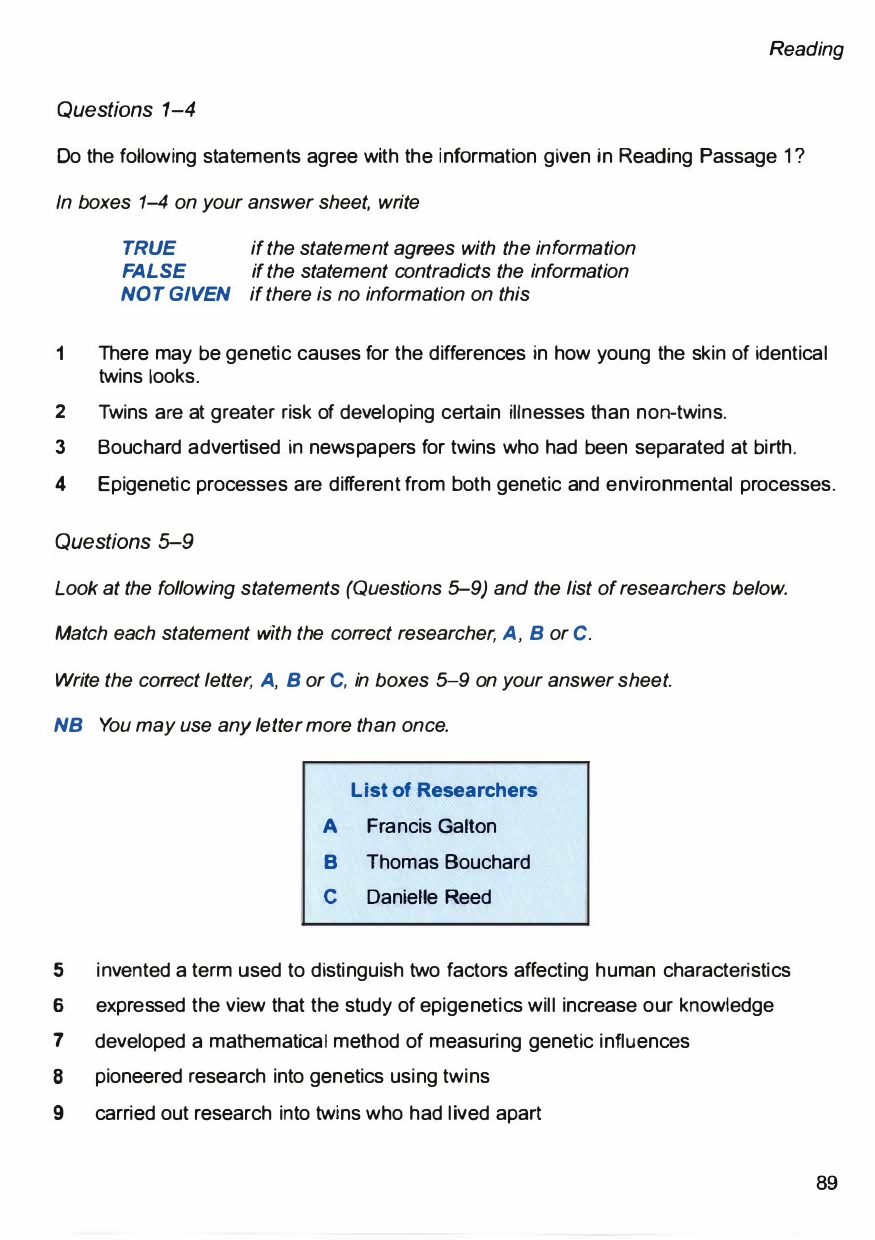 Reading
Questions 1–4
Do the following statements agree with the information given in Reading Passage 1?
In boxes 1–4 on your answer sheet, write
TRUE if the statement agrees with the information
FALSE if the statement contradicts the information
NOT GIVEN if there is no information on this
1 There may be genetic causes for the differences in how young the skin of identical
twins looks.
2 Twins are at greater risk of developing certain illnesses than non-twins.
3 Bouchard advertised in newspapers for twins who had been separated at birth.
4 Epigenetic processes are different from both genetic and environmental processes.
Questions 5–9
Look at the following statements (Questions 5–9) and the list of researchers below.
Match each statement with the correct researcher, A, B or C.
Write the correct letter, A, B or C, in boxes 5–9 on your answer sheet.
NB You may use any letter more than once.
List of Researchers
A Francis Galton
B Thomas Bouchard
C Danielle Reed
5 invented a term used to distinguish two factors affecting human characteristics
6 expressed the view that the study of epigenetics will increase our knowledge
7 developed a mathematical method of measuring genetic influences
8 pioneered research into genetics using twins
9 carried out research into twins who had lived apart
89